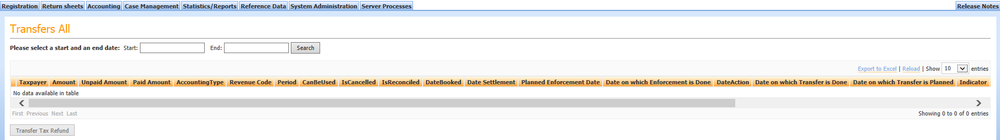 Registration Return sheets Accounting Case Management Statistics/Reports Reference Data System Administration Server Processes Release Notes
Transfers All
Please select a start and an end date: Start: End: Search
Export to Excel | Reload | Show 10 entries
Taxpayer Amount Unpaid Amount Paid Amount AccountingType Revenue Code Period CanBeUsed IsCancelled IsReconciled DateBooked Date Settlement Planned Enforcement Date Date on which Enforcement is Done DateAction Date on which Transfer is Done Date on which Transfer is Planned Indicator
No data available in table
First Previous Next Last Showing 0 to 0 of 0 entries
Transfer Tax Refund